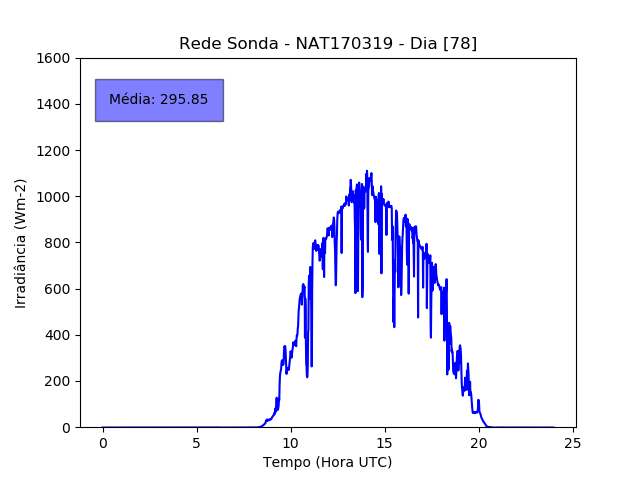 Rede Sonda - NAT170319 - Dia [78]
1600
1400
1200
1000
800
600
400
200
0
Média: 295.85
Irradiância (Wm-2)
0 5 10 15 20 25
Tempo (Hora UTC)